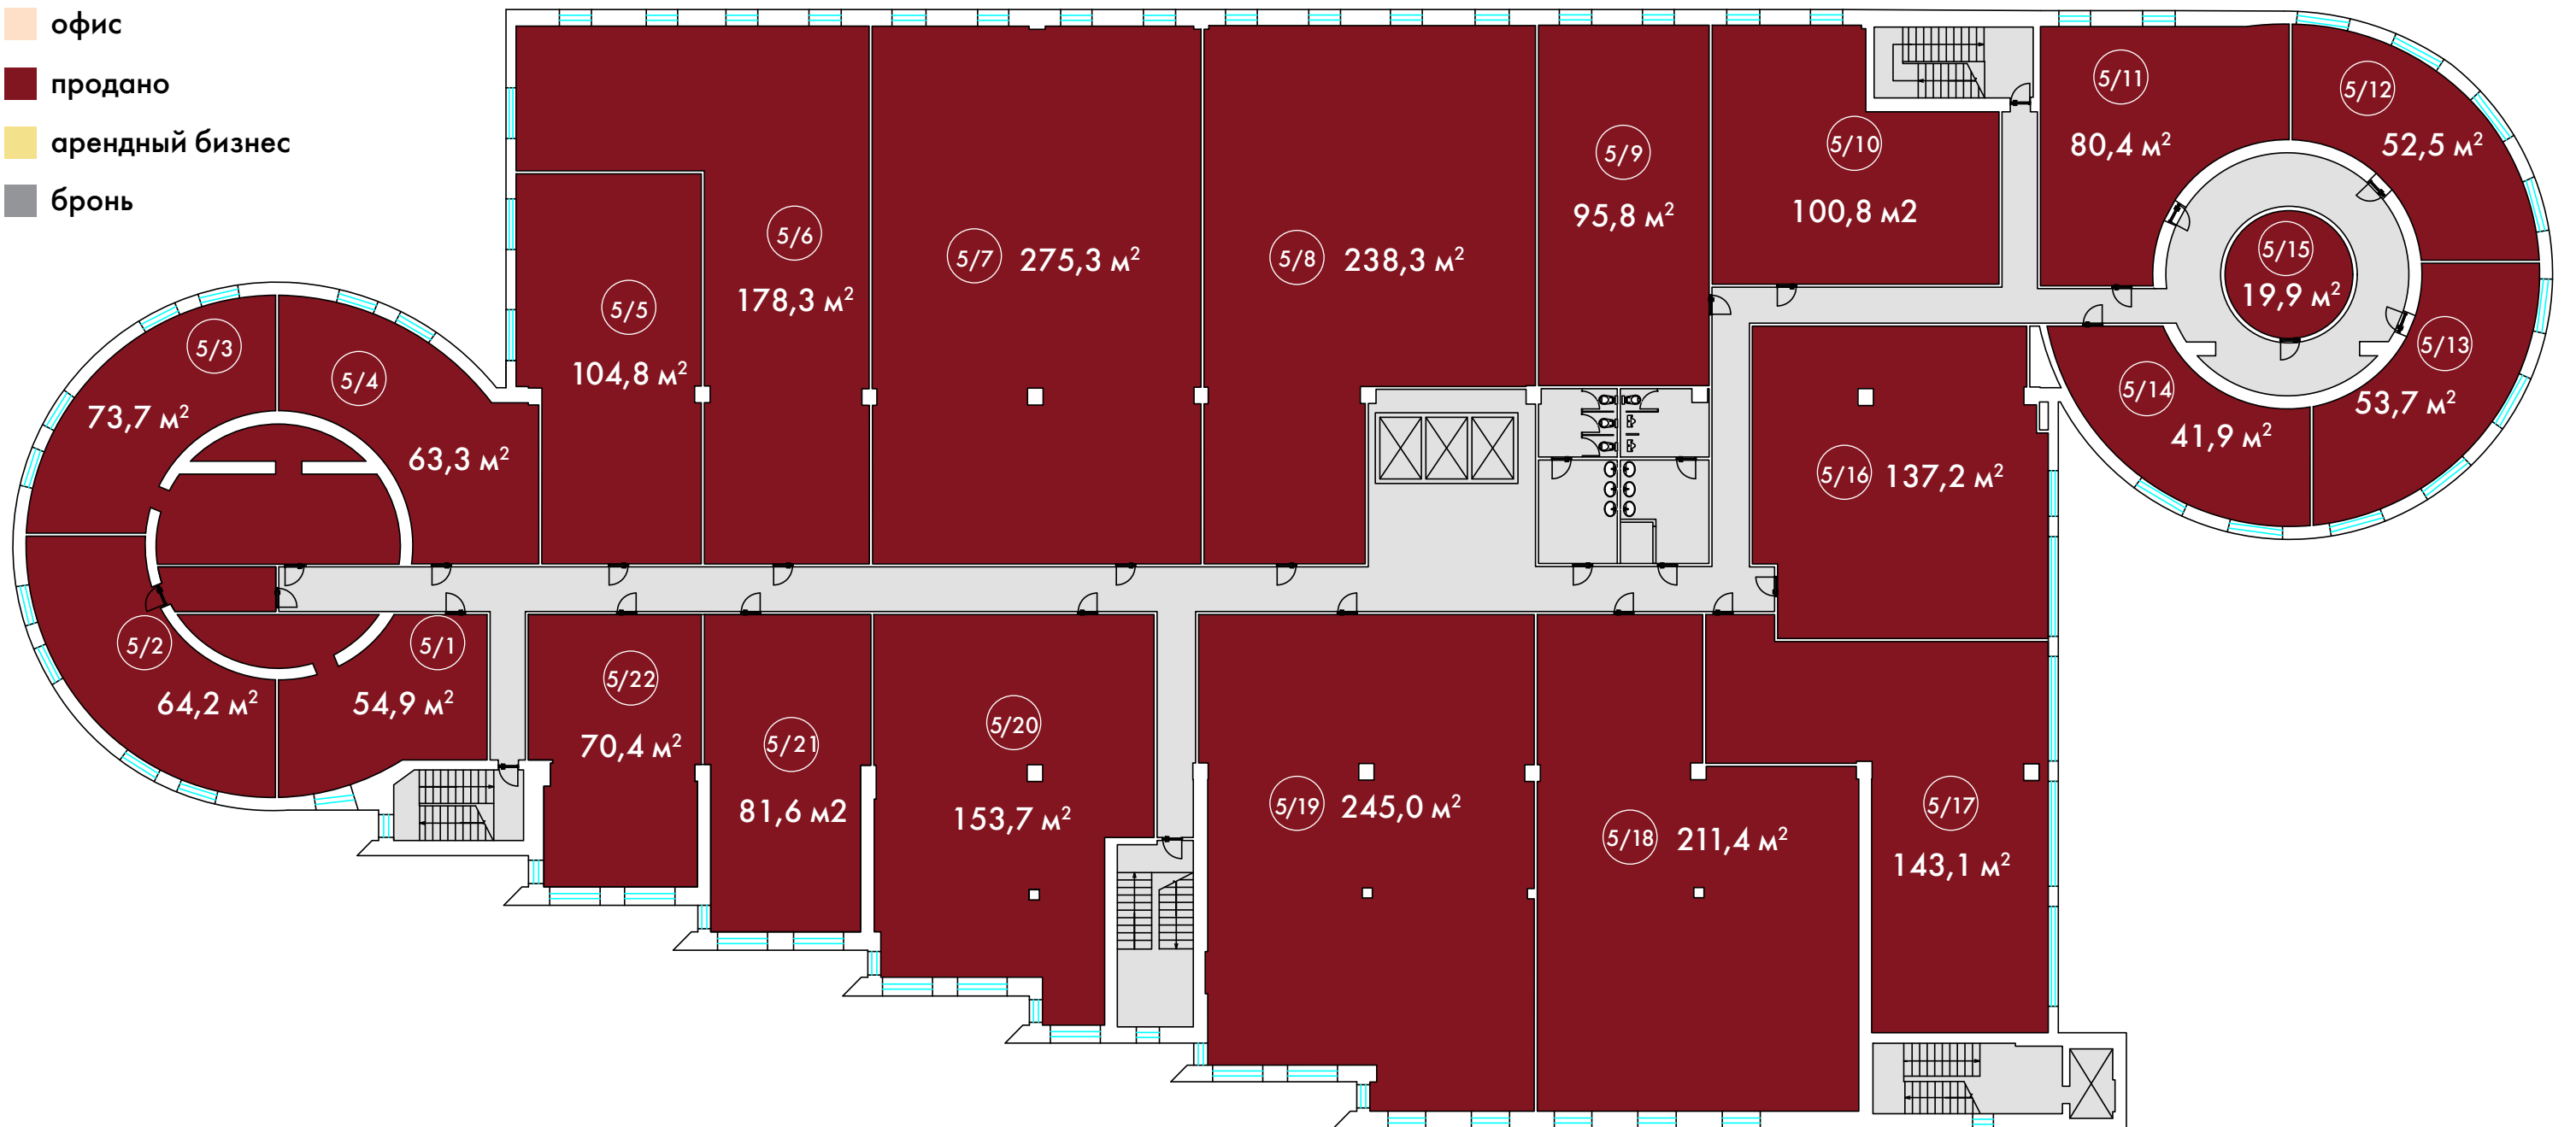 офис
продано
арендный бизнес
бронь
5/1
54,9 м²
5/2
64,2 м²
5/3
73,7 м²
5/4
63,3 м²
5/5
104,8 м²
5/6
178,3 м²
5/7 275,3 м²
5/8 238,3 м²
5/9
95,8 м²
5/10
100,8 м2
5/11
80,4 м²
5/12
52,5 м²
5/13
53,7 м²
5/14
41,9 м²
5/15
19,9 м²
5/16 137,2 м²
5/17
143,1 м²
5/18 211,4 м²
5/19 245,0 м²
5/20
153,7 м²
5/21
81,6 м2
5/22
70,4 м²